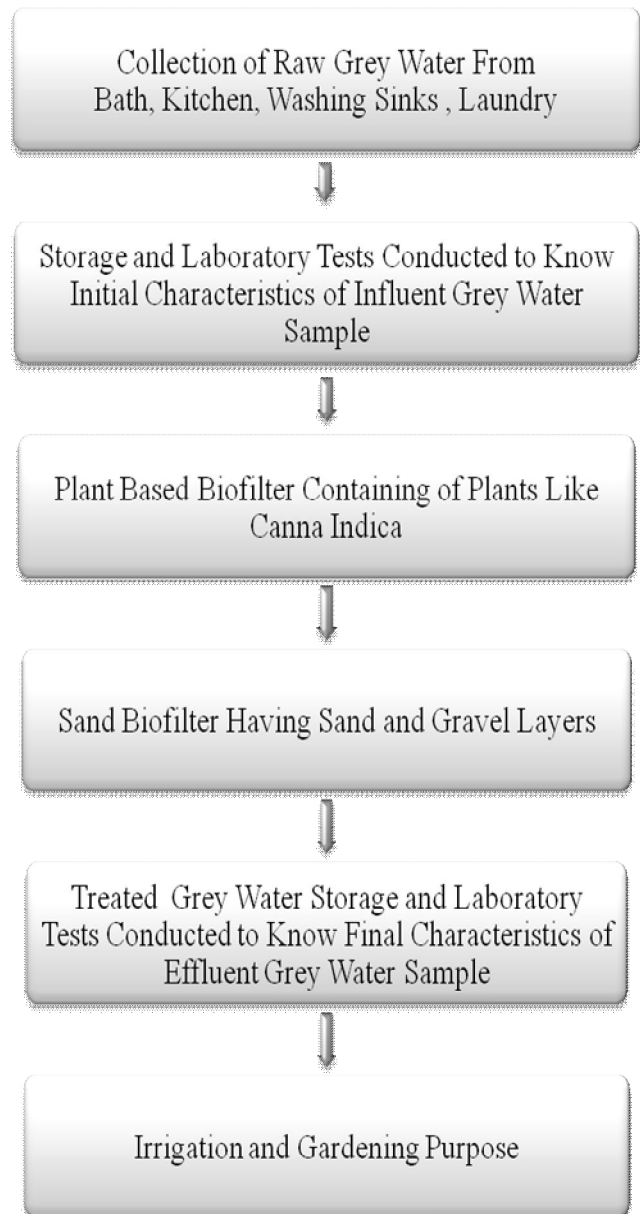 Collection of Raw Grey Water From
Bath, Kitchen, Washing Sinks , Laundry
Storage and Laboratory Tests Conducted to Know
Initial Characteristics of Influent Grey Water
Sample
Plant Based Biofilter Containing of Plants Like
Canna Indica
Sand Biofilter Having Sand and Gravel Layers
Treated Grey Water Storage and Laboratory
Tests Conducted to Know Final Characteristics of
Effluent Grey Water Sample
Irrigation and Gardening Purpose